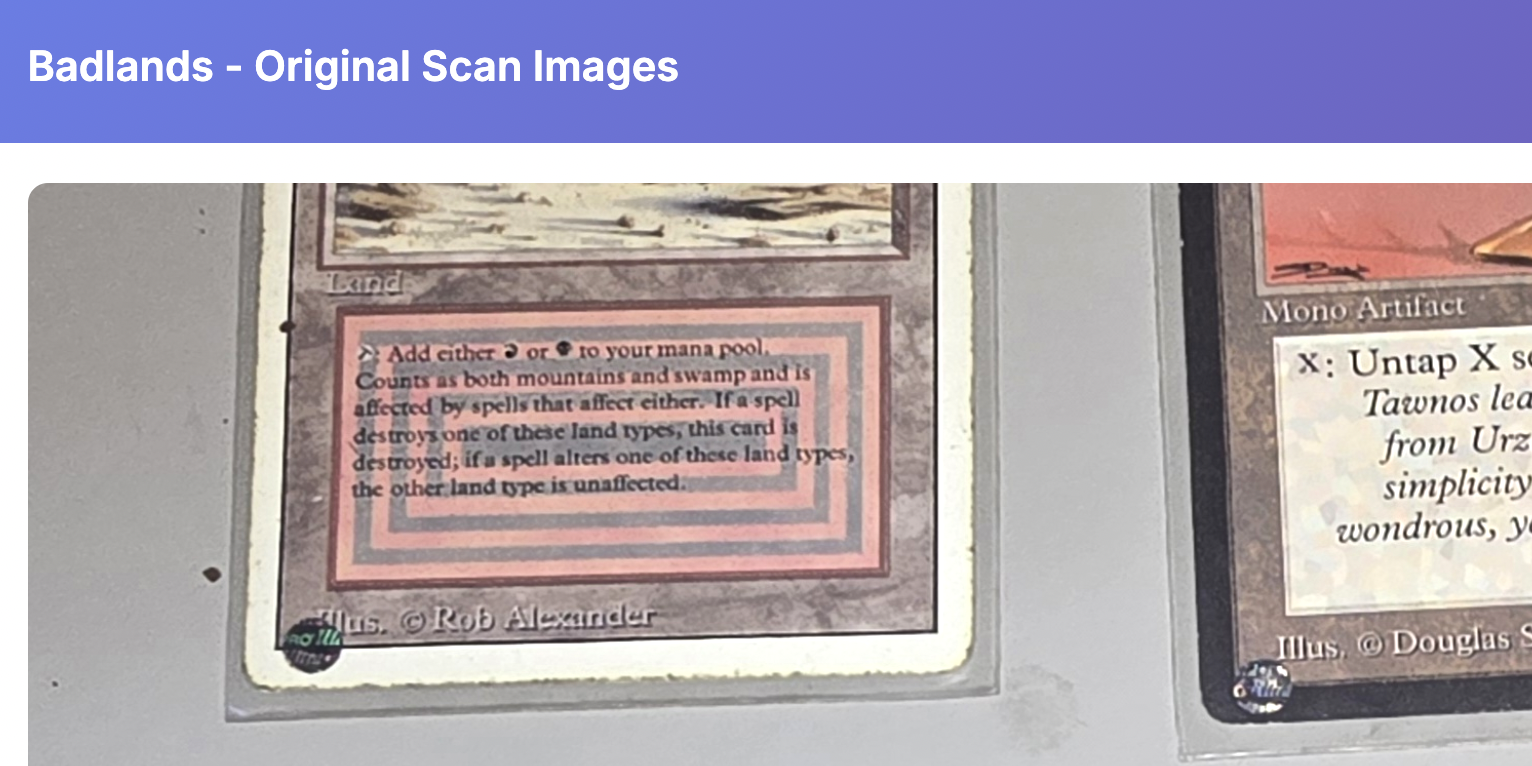 Badlands - Original Scan Images
Land
: Add either or to your mana pool.
Counts as both mountains and swamp and is
affected by spells that affect either. If a spell
destroys one of these land types, this card is
destroyed; if a spell alters one of these land types,
the other land type is unaffected.
Illus. © Rob Alexander
Mono Artifact
X: Untap X
Tawnos
from
simplicity
wondrous,
Illus. © Douglas